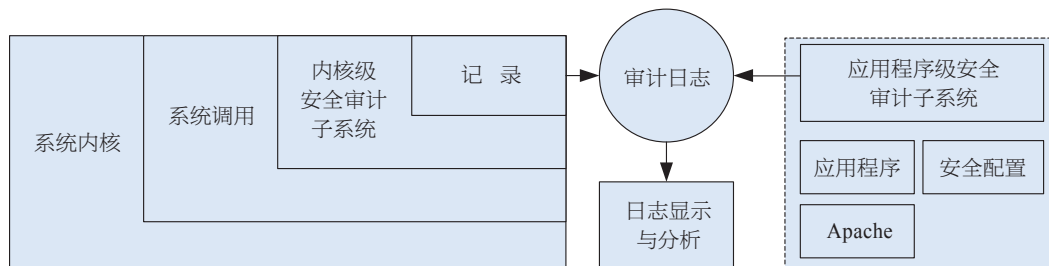 系统内核
系统调用
内核级
安全审计
子系统
记 录
审计日志
日志显示
与分析
应用程序级安全
审计子系统
应用程序
安全配置
Apache